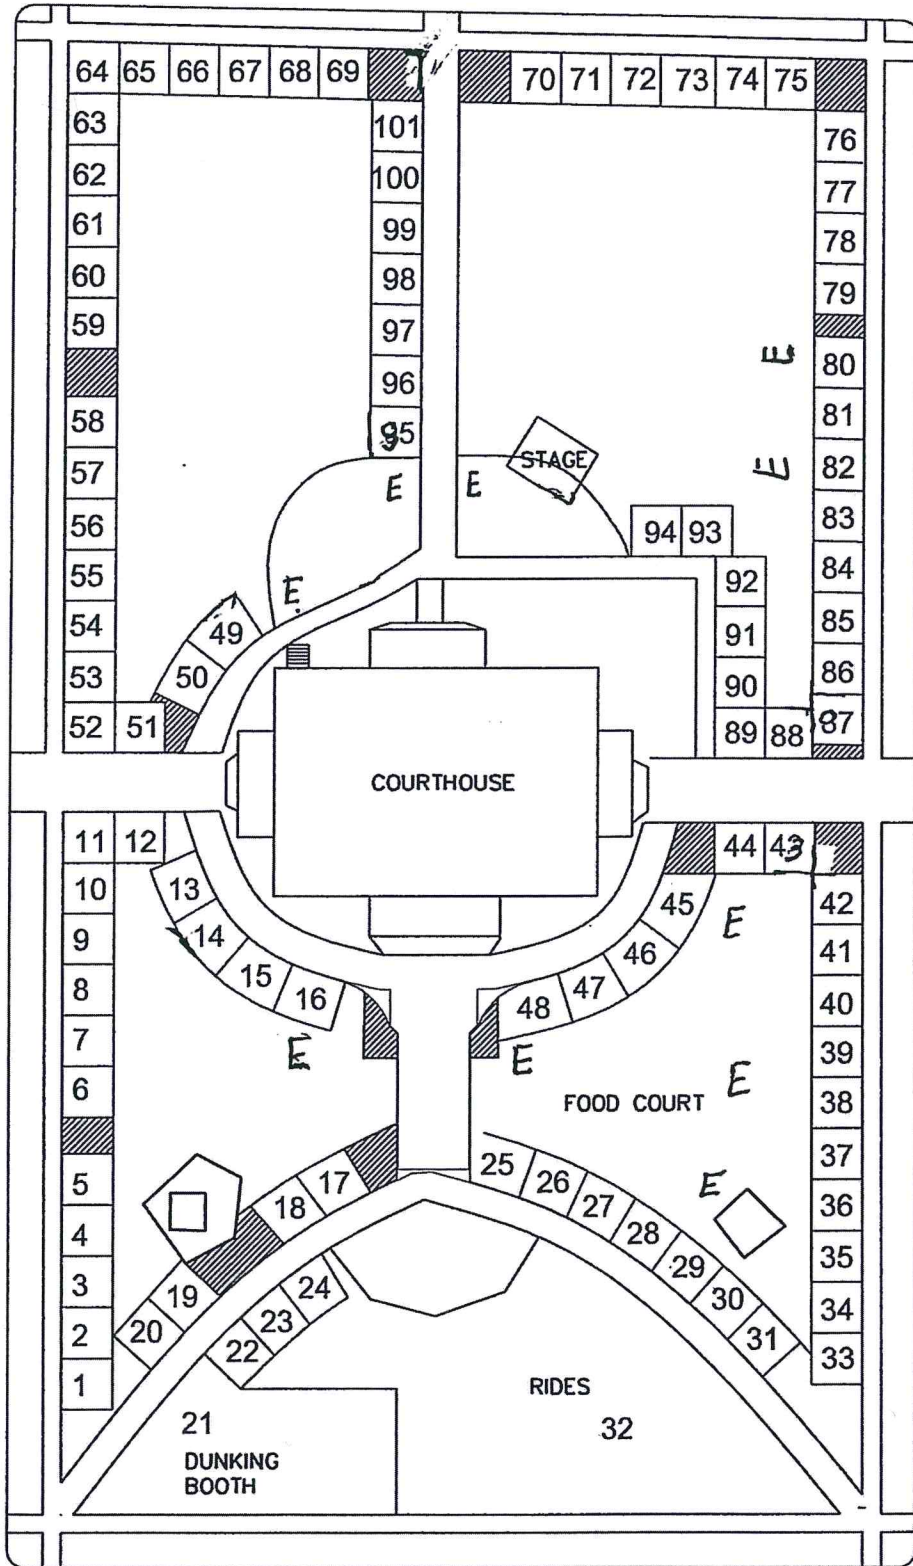 64 65 66 67 68 69 70 71 72 73 74 75
63 101 76
62 100 77
61 99 78
60 98 79
59 97
E 80
96
58 95 81
STAGE
57 E E E 82
56 94 93 83
55 92 84
E
54 49 91 85
53 50 90 86
52 51 89 88 87
COURTHOUSE
11 12 44 43
10 13 45 42
E
9 14 46 41
8 15 16 48 47 40
7 E E 39
6 FOOD COURT E 38
5 17 25 37
4 18 26 27 E 36
28 35
3 19 24 29
2 20 23 30 34
22 31 33
1 RIDES
21 32
DUNKING
BOOTH